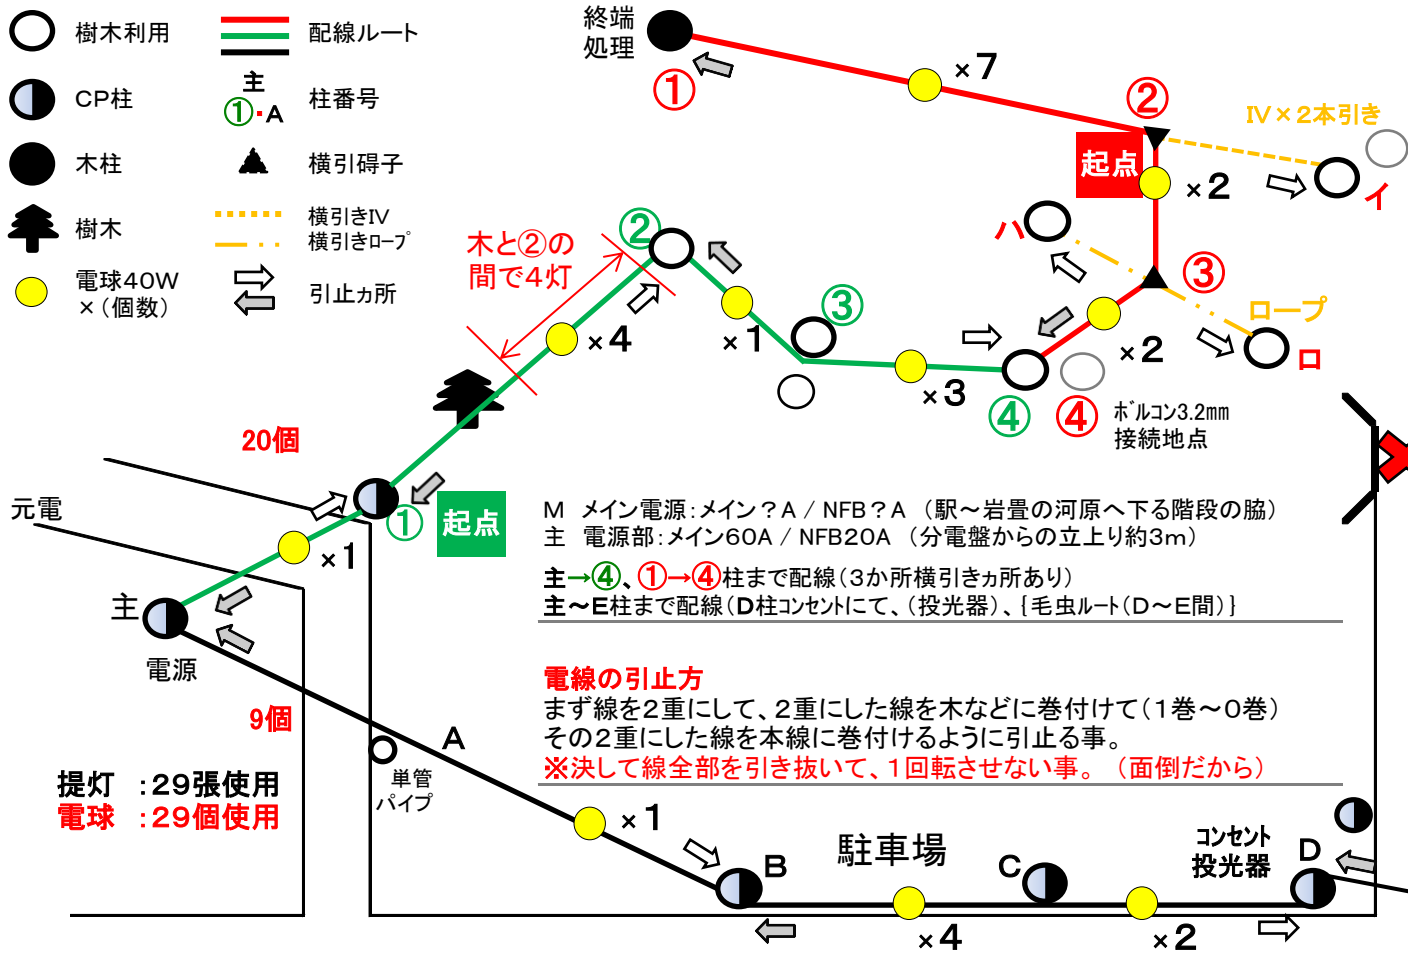 樹木利用
配線ルート
CP柱
主
①・A
柱番号
木柱
横引碍子
樹木
横引きIV
横引きロープ
電球40W
×(個数)
引止ヵ所
終端
処理
①
×7
②
起点
IV×2本引き
イ
×2
ハ
③
ロープ
ロ
×2
木と②の
間で4灯
②
×4
×1
③
×3
④
④
ボルコン3.2mm
接続地点
20個
元電
①
起点
×1
主
電源
M メイン電源:メイン?A / NFB?A (駅~岩畳の河原へ下る階段の脇)
主 電源部:メイン60A / NFB20A (分電盤からの立上り約3m)
主→④、①→④柱まで配線(3か所横引きヵ所あり)
主~E柱まで配線(D柱コンセントにて、(投光器)、{毛虫ルート(D~E間)}
電線の引止方
まず線を2重にして、2重にした線を木などに巻付けて(1巻~0巻)
その2重にした線を本線に巻付けるように引止る事。
※決して線全部を引き抜いて、1回転させない事。 (面倒だから)
9個
A
単管
パイプ
提灯 :29張使用
電球 :29個使用
×1
B
駐車場
C
コンセント
投光器
D
×4
×2